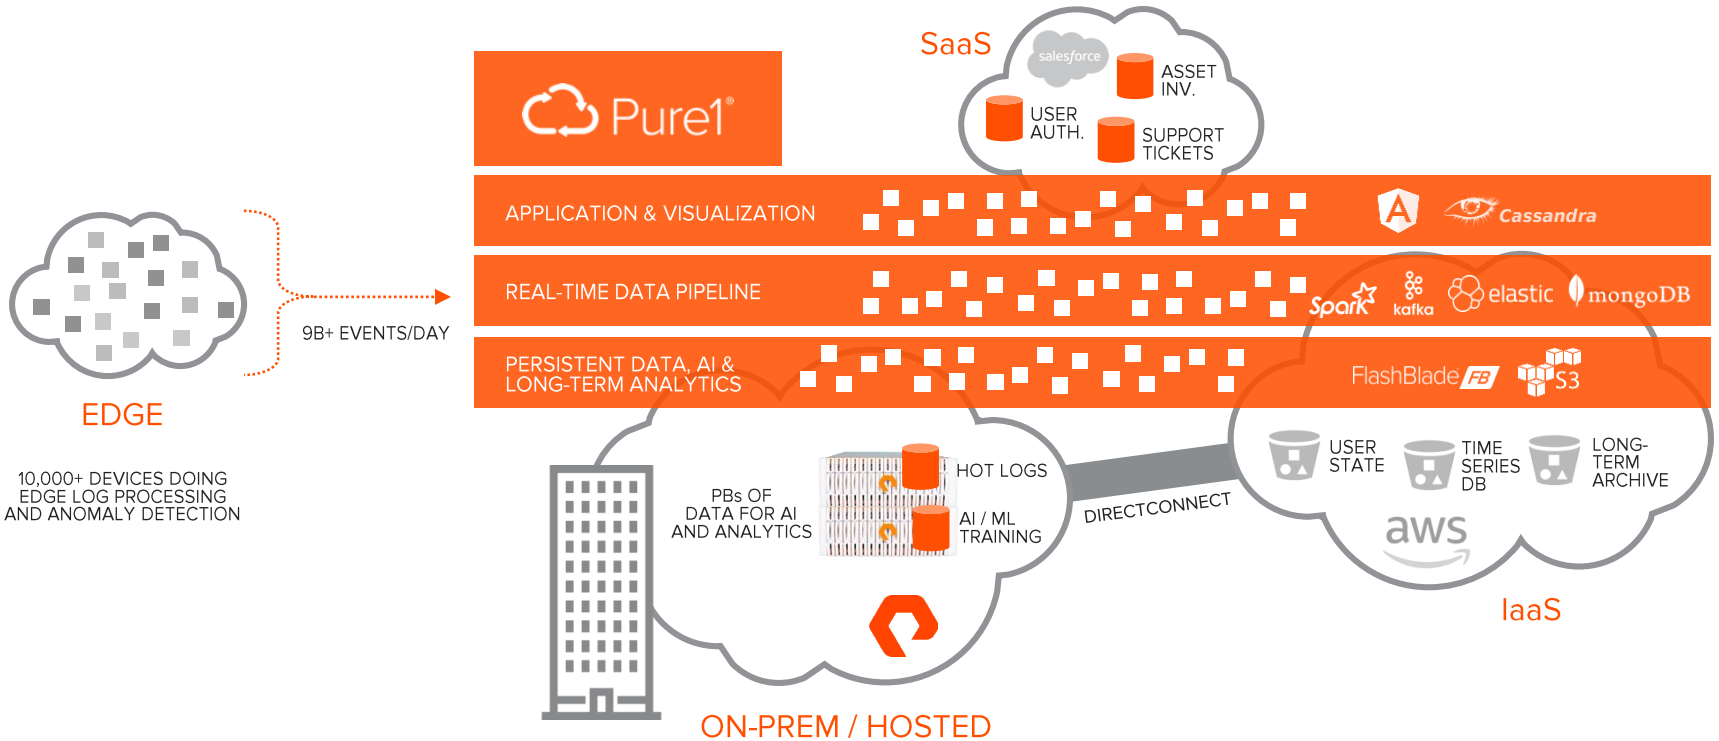 SaaS
salesforce
ASSET
INV.
USER
AUTH.
SUPPORT
TICKETS
Pure1®
APPLICATION & VISUALIZATION
Cassandra
REAL-TIME DATA PIPELINE
Spark
kafka
elastic
mongoDB
9B+ EVENTS/DAY
PERSISTENT DATA, AI &
LONG-TERM ANALYTICS
FlashBlade FB
S3
EDGE
10,000+ DEVICES DOING
EDGE LOG PROCESSING
AND ANOMALY DETECTION
PBs OF
DATA FOR AI
AND ANALYTICS
HOT LOGS
AI / ML
TRAINING
DIRECTCONNECT
USER
STATE
TIME
SERIES
DB
LONG-
TERM
ARCHIVE
aws
IaaS
ON-PREM / HOSTED